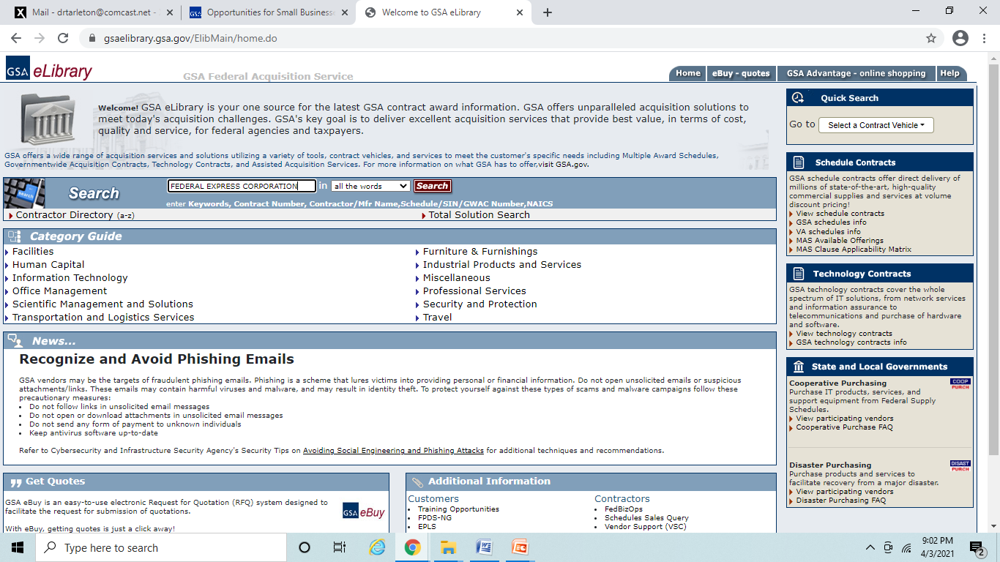 Mail - drtarleton@comcast.net -
Opportunities for Small Businesse
Welcome to GSA eLibrary
gsaelibrary.gsa.gov/ElibMain/home.do
GSA eLibrary
GSA Federal Acquisition Service
Home
eBuy - quotes
GSA Advantage - online shopping
Help
Welcome! GSA eLibrary is your one source for the latest GSA contract award information. GSA offers unparalleled acquisition solutions to
meet today's acquisition challenges. GSA's key goal is to deliver excellent acquisition services that provide best value, in terms of cost,
quality and service, for federal agencies and taxpayers.
GSA offers a wide range of acquisition services and solutions utilizing a variety of tools, contract vehicles, and services to meet the customer's specific needs including Multiple Award Schedules,
Governmentwide Acquisition Contracts, Technology Contracts, and Assisted Acquisition Services. For more information on what GSA has to offer,visit GSA.gov.
search
Search
FEDERAL EXPRESS CORPORATION in all the words Search
enter Keywords, Contract Number, Contractor/Mfr Name,Schedule/SIN/GWAC Number,NAICS
Contractor Directory (a-z)
Total Solution Search
Category Guide
Facilities
Human Capital
Information Technology
Office Management
Scientific Management and Solutions
Transportation and Logistics Services
Furniture & Furnishings
Industrial Products and Services
Miscellaneous
Professional Services
Security and Protection
Travel
News...
Recognize and Avoid Phishing Emails
GSA vendors may be the targets of fraudulent phishing emails. Phishing is a scheme that lures victims into providing personal or financial information. Do not open unsolicited emails or suspicious
attachments/links. These emails may contain harmful viruses and malware, and may result in identity theft. To protect yourself against these types of scams and malware campaigns follow these
precautionary measures:
• Do not follow links in unsolicited email messages
• Do not open or download attachments in unsolicited email messages
• Do not send any form of payment to unknown individuals
• Keep antivirus software up-to-date
Refer to Cybersecurity and Infrastructure Security Agency's Security Tips on Avoiding Social Engineering and Phishing Attacks for additional techniques and recommendations.
Get Quotes
GSA eBuy is an easy-to-use electronic Request for Quotation (RFQ) system designed to
facilitate the request for submission of quotations.
GSA eBuy
With eBuy, getting quotes is just a click away!
Additional Information
Customers
• Training Opportunities
• FPDS-NG
• EPLS
Contractors
• FedBizOps
• Schedules Sales Query
• Vendor Support (VSC)
Quick Search
Go to Select a Contract Vehicle
Schedule Contracts
GSA schedule contracts offer direct delivery of
millions of state-of-the-art, high-quality
commercial supplies and services at volume
discount pricing!
View schedule contracts
GSA schedules info
VA schedules info
MAS Available Offerings
MAS Clause Applicability Matrix
Technology Contracts
GSA technology contracts cover the whole
spectrum of IT solutions, from network services
and information assurance to
telecommunications and purchase of hardware
and software.
View technology contracts
GSA technology contracts info
State and Local Governments
Cooperative Purchasing
COOP
PURCH
Purchase IT products, services, and
support equipment from Federal Supply
Schedules.
View participating vendors
Cooperative Purchase FAQ
Disaster Purchasing
DISAST
PURCH
Purchase products and services to
facilitate recovery from a major disaster.
View participating vendors
Disaster Purchasing FAQ
Type here to search
9:02 PM
4/3/2021
2